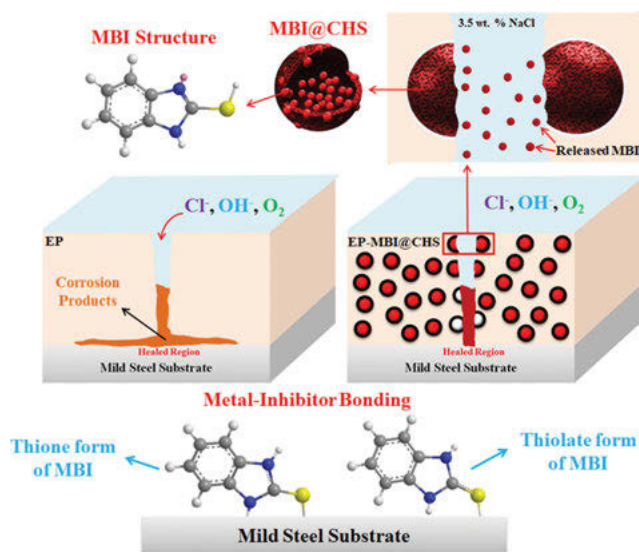 MBI Structure
MBI@CHS
3.5 wt. % NaCl
Released MBI
Cl⁻, OH⁻, O₂
EP
Corrosion
Products
Healed Region
Mild Steel Substrate
Cl⁻, OH⁻, O₂
EP-MBI@CHS
Healed Region
Mild Steel Substrate
Metal-Inhibitor Bonding
Thione form
of MBI
Thiolate form
of MBI
Mild Steel Substrate